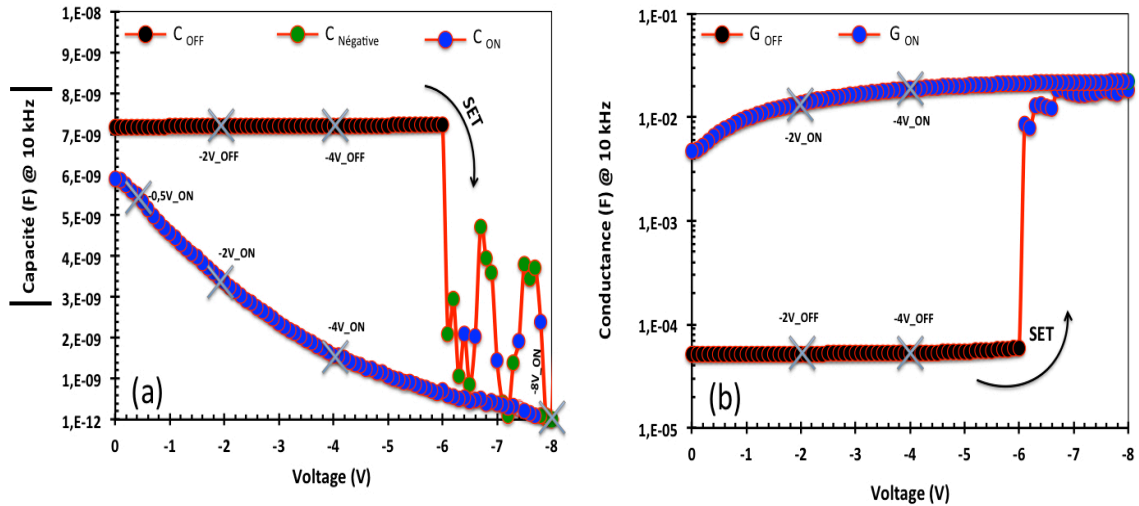 C OFF
C Négative
C ON
|Capacité (F) @ 10 kHz|
1,E-08
9,E-09
8,E-09
7,E-09
6,E-09
5,E-09
4,E-09
3,E-09
2,E-09
1,E-09
1,E-12
SET
-2V_OFF
-4V_OFF
-0,5V_ON
-2V_ON
-4V_ON
-8V_ON
(a)
0 -1 -2 -3 -4 -5 -6 -7 -8
Voltage (V)
G OFF
G ON
Conductance (F) @ 10 kHz
1,E-01
1,E-02
1,E-03
1,E-04
1,E-05
-2V_ON
-4V_ON
-2V_OFF
-4V_OFF
SET
(b)
0 -1 -2 -3 -4 -5 -6 -7 -8
Voltage (V)